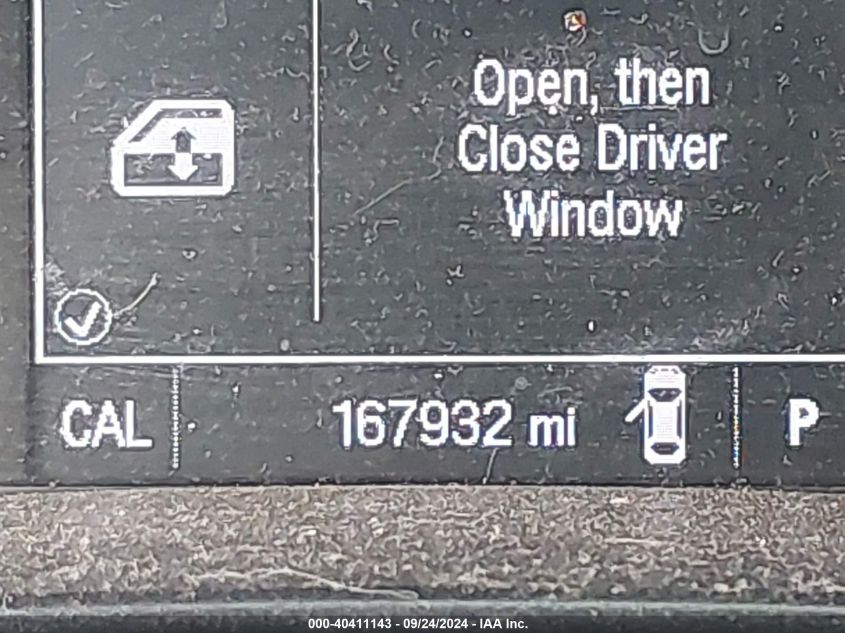 Open, then
Close Driver
Window
CAL
167932 mi
P
000-40411143 - 09/24/2024 - IAA Inc.